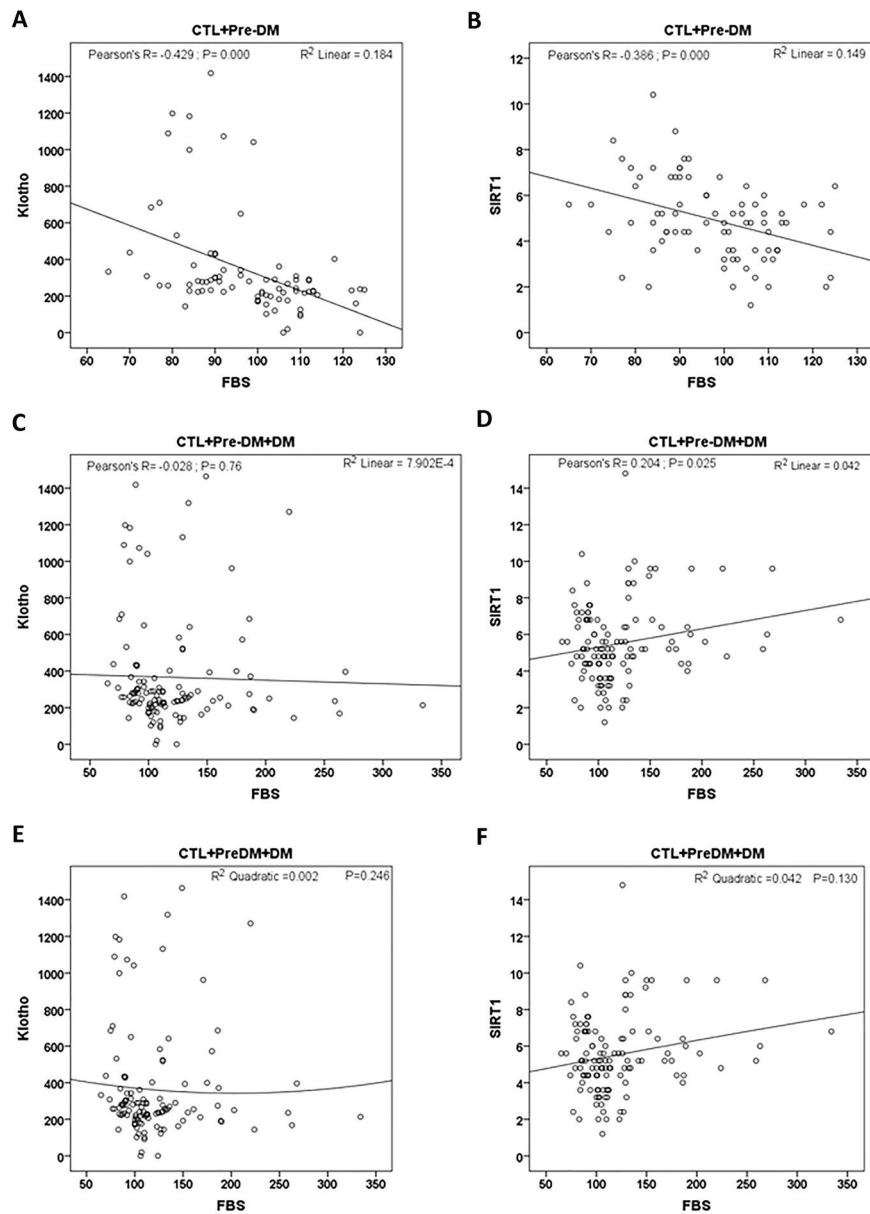 A
CTL+Pre-DM
Pearson's R= -0.429 ; P= 0.000 R² Linear = 0.184
1400
1200
1000
800
600
400
200
0
Klotho
60 70 80 90 100 110 120 130
FBS
B
CTL+Pre-DM
Pearson's R= -0.386 ; P= 0.000 R² Linear = 0.149
12
10
8
6
4
2
0
SIRT1
60 70 80 90 100 110 120 130
FBS
C
CTL+Pre-DM+DM
Pearson's R= -0.028 ; P= 0.76 R² Linear = 7.902E-4
1400
1200
1000
800
600
400
200
0
Klotho
50 100 150 200 250 300 350
FBS
D
CTL+Pre-DM+DM
Pearson's R= 0.204 ; P= 0.025 R² Linear = 0.042
14
12
10
8
6
4
2
0
SIRT1
50 100 150 200 250 300 350
FBS
E
CTL+PreDM+DM
R² Quadratic =0.002 P=0.246
1400
1200
1000
800
600
400
200
0
Klotho
50 100 150 200 250 300 350
FBS
F
CTL+PreDM+DM
R² Quadratic =0.042 P=0.130
14
12
10
8
6
4
2
0
SIRT1
50 100 150 200 250 300 350
FBS